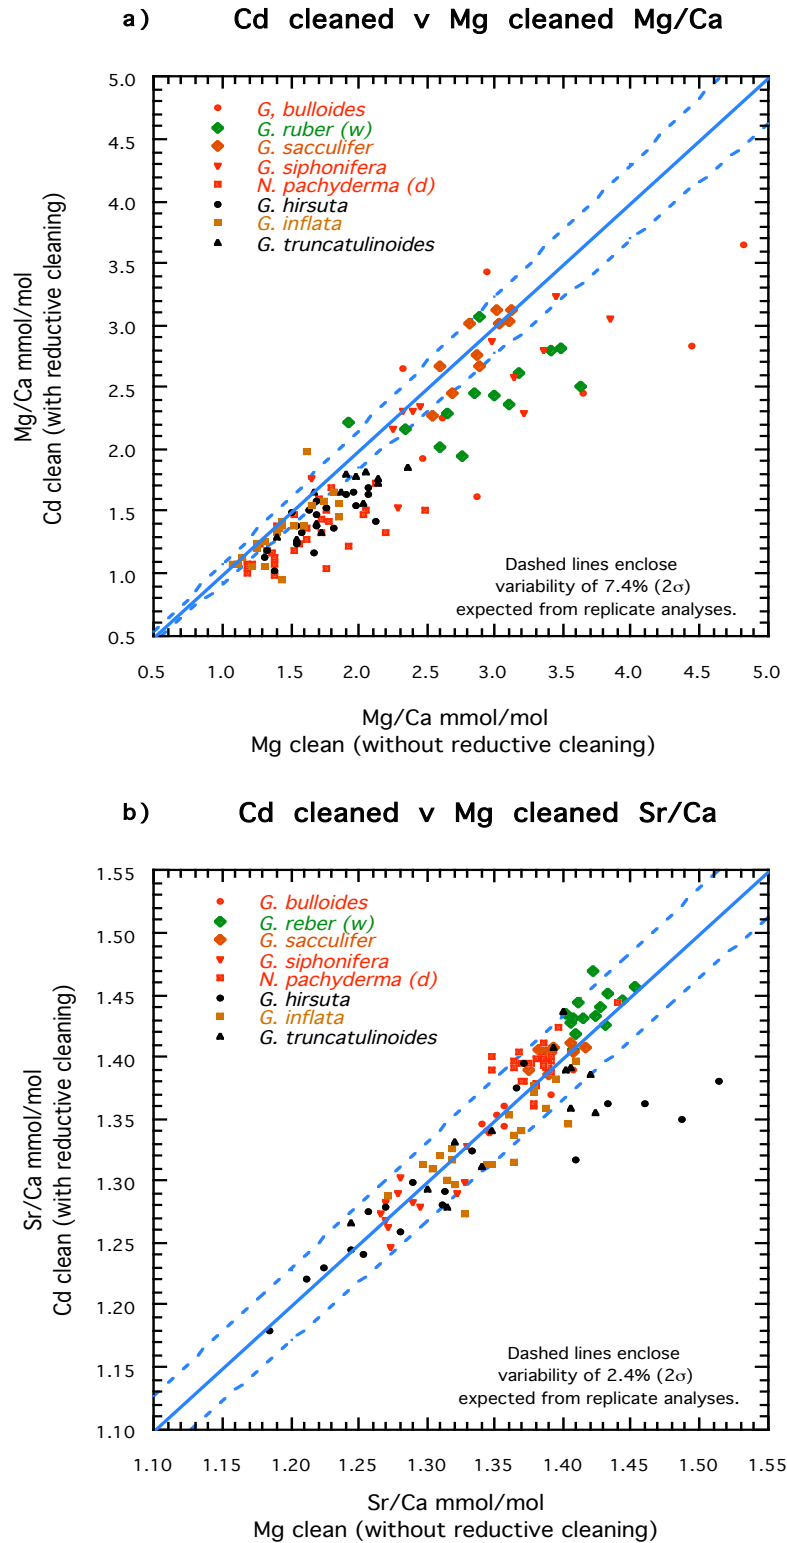 a) Cd cleaned v Mg cleaned Mg/Ca
5.0
4.5
4.0
3.5
3.0
2.5
2.0
1.5
1.0
0.5
Mg/Ca mmol/mol
Cd clean (with reductive cleaning)
G, bulloides
G. ruber (w)
G. sacculifer
G. siphonifera
N. pachyderma (d)
G. hirsuta
G. inflata
G. truncatulinoides
Dashed lines enclose
variability of 7.4% (2σ)
expected from replicate analyses.
0.5 1.0 1.5 2.0 2.5 3.0 3.5 4.0 4.5 5.0
Mg/Ca mmol/mol
Mg clean (without reductive cleaning)
b) Cd cleaned v Mg cleaned Sr/Ca
1.55
1.50
1.45
1.40
1.35
1.30
1.25
1.20
1.15
1.10
Sr/Ca mmol/mol
Cd clean (with reductive cleaning)
G. bulloides
G. reber (w)
G. sacculifer
G. siphonifera
N. pachyderma (d)
G. hirsuta
G. inflata
G. truncatulinoides
Dashed lines enclose
variability of 2.4% (2σ)
expected from replicate analyses.
1.10 1.15 1.20 1.25 1.30 1.35 1.40 1.45 1.50 1.55
Sr/Ca mmol/mol
Mg clean (without reductive cleaning)